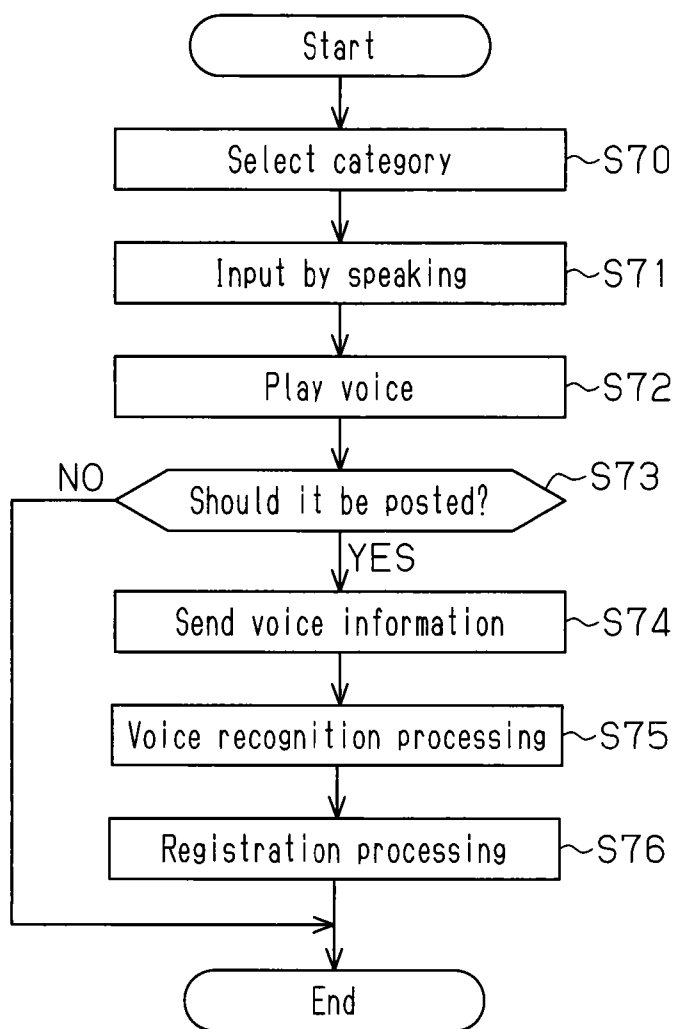 Start
Select category S70
Input by speaking S71
Play voice S72
NO Should it be posted? S73
YES
Send voice information S74
Voice recognition processing S75
Registration processing S76
End